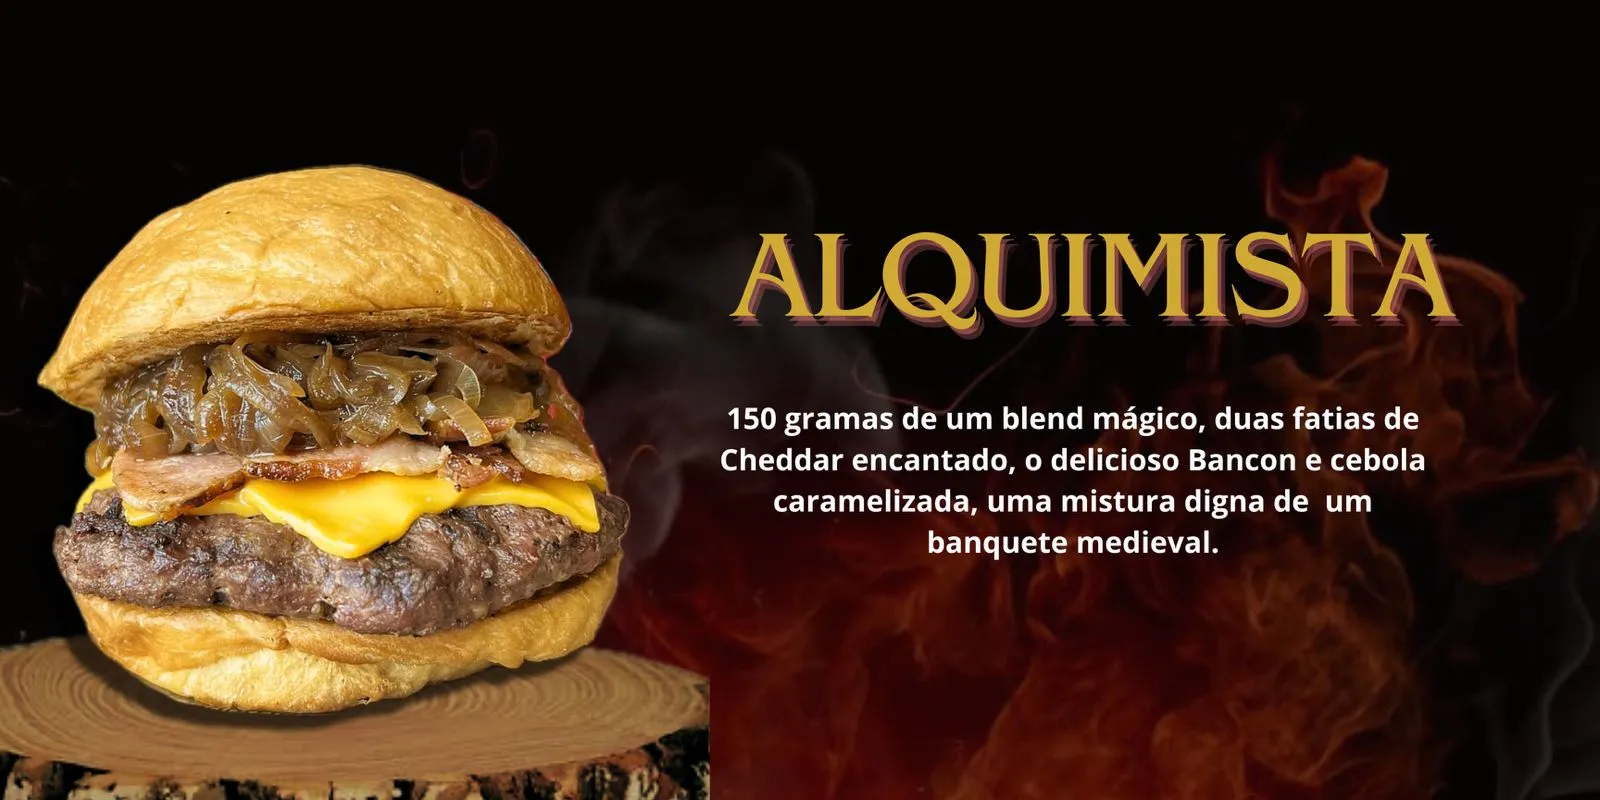 ALQUIMISTA
150 gramas de um blend mágico, duas fatias de
Cheddar encantado, o delicioso Bancon e cebola
caramelizada, uma mistura digna de  um
banquete medieval.